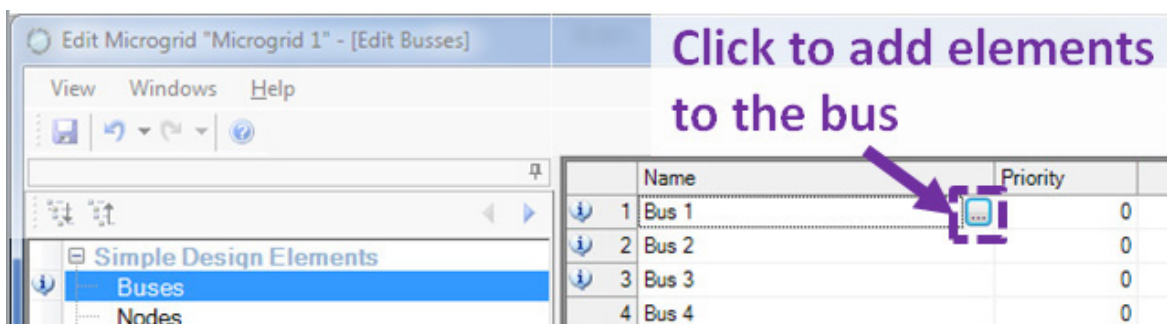 Edit Microgrid "Microgrid 1" - [Edit Busses]
Click to add elements
to the bus
View Windows Help
Name Priority
1 Bus 1 ... 0
Simple Design Elements
2 Bus 2 0
Buses
3 Bus 3 0
Nodes
4 Bus 4 0